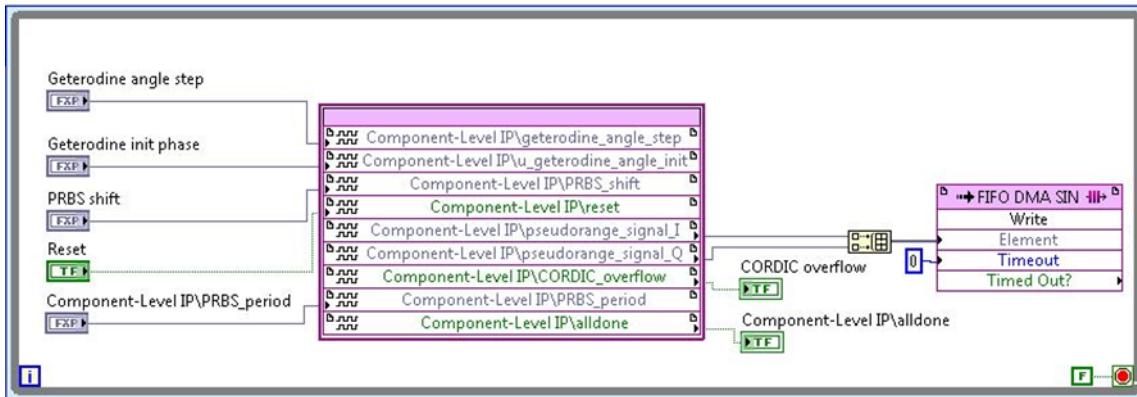 Geterodine angle step
FXP
Geterodine init phase
FXP
PRBS shift
FXP
Reset
TF
Component-Level IP\PRBS_period
FXP
Component-Level IP\geterodine_angle_step
Component-Level IP\u_geterodine_angle_init
Component-Level IP\PRBS_shift
Component-Level IP\reset
Component-Level IP\pseudorange_signal_I
Component-Level IP\pseudorange_signal_Q
Component-Level IP\CORDIC_overflow
Component-Level IP\PRBS_period
Component-Level IP\alldone
CORDIC overflow
TF
Component-Level IP\alldone
TF
0
FIFO DMA SIN
Write
Element
Timeout
Timed Out?
i
F